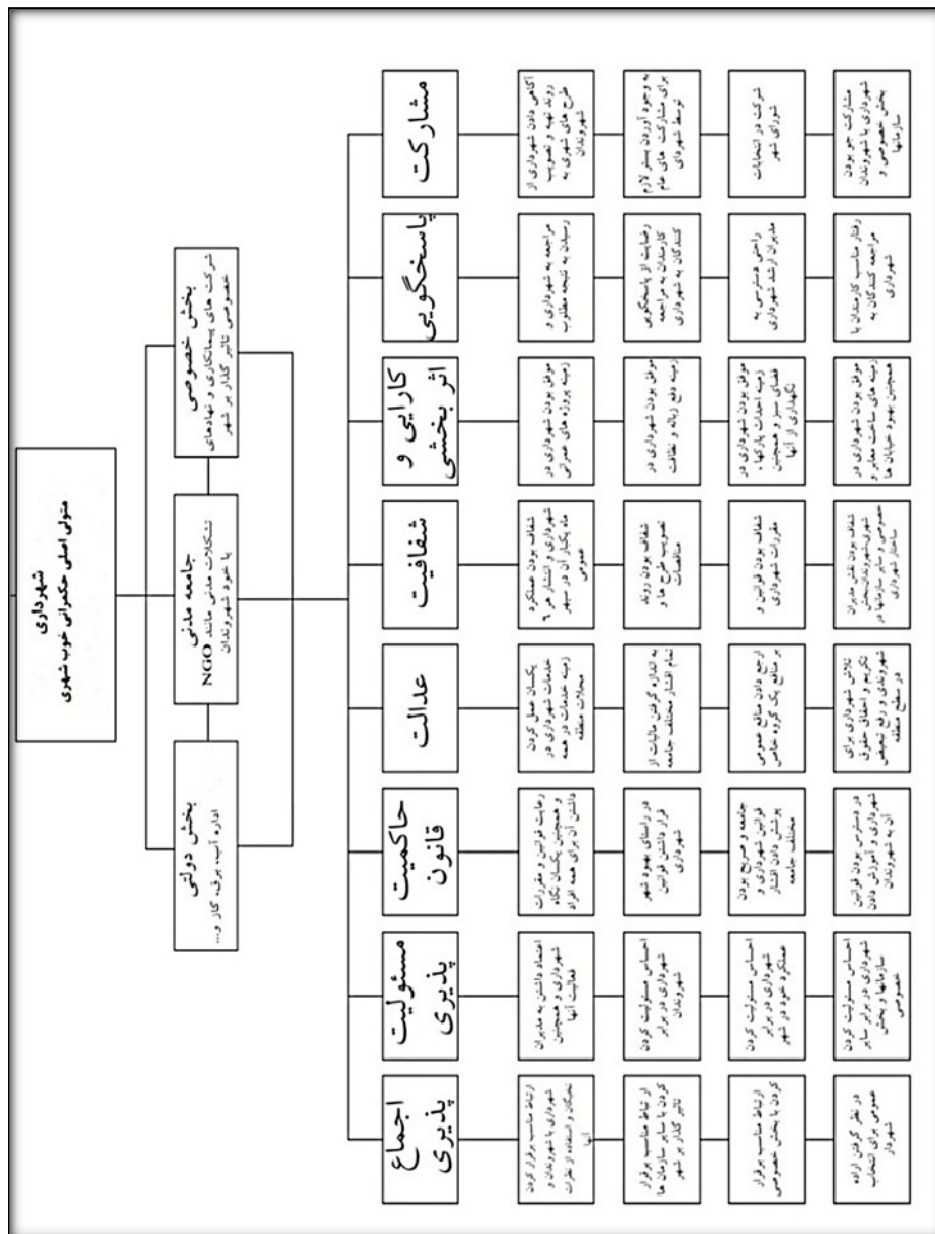 شهرداری
متولی اصلی حکمرانی خوب شهری
بخش خصوصی
شرکت های پیمانکاری و نهادهای
خصوصی تاثیر گذار بر شهر
جامعه مدنی
تشکلات مدنی مانند NGO
یا خود شهروندان
بخش دولتی
اداره آب، برق، گاز و...
مشارکت
آگاهی دادن شهرداری از
روند تهیه و تصویب
طرح های شهری به
شهروندان
به وجود آوردن بستر لازم
برای مشارکت های عام
توسط شهردای
شرکت در انتخابات
شورای شهر
مشارکت جو بودن
شهرداری با شهروندان
بخش خصوصی و
سازمانها
پاسخگویی
مراجعه به شهرداری و
رسیدن به نتیجه مطلوب
رضایت از پاسخگویی
کارمندان به مراجعه
کنندگان به شهرداری
راحتی دسترسی به
مدیران ارشد شهرداری
رفتار مناسب کارمندان با
مراجعه کنندگان به
شهرداری
کارایی و
اثر بخشی
موفق بودن شهرداری در
زمینه پروژه های عمرانی
موفق بودن شهرداری در
زمینه دفع زباله و نظافت
موفق بودن شهرداری در
زمینه احداث پارکها ،
فضای سبز و همچنین
نگهداری از آنها
موفق بودن شهرداری در
زمینه های ساخت معابر و
همچنین بهبود خیابان ها
شفافیت
شفاف بودن عملکرد
شهرداری و انتشار هر ۶
ماه یکبار آن در سپهر
عمومی
شفاف بودن روند
تصویب طرح ها و
مناقصات
شفاف بودن قوانین و
مقررات شهرداری
شفاف بودن نقش مدیران
شهری،شهروندان،بخش
خصوصی و سایر سازمانها در
ساختار شهرداری
عدالت
یکسان عمل کردن
خدمات شهرداری در
زمینه خدمات در همه
محلات منطقه
به اندازه گرفتن مالیات از
تمام اقشار مختلف جامعه
ارجع دادن منافع عمومی
بر منافع یک گروه خاص
تلاش شهرداری برای
تکریم و احقاق حقوق
شهروندی و رفع تبعیض
در سطح منطقه
حاکمیت
قانون
رعایت قوانین و مقررات
و همچنین یکسان نگاه
داشتن آن برای همه افراد
در راستای بهبود شهر
قرار داشتن قوانین
شهرداری
جامعه و صریح بودن
قوانین شهرداری و
پوشش دادن اقشار
مختلف جامعه
در دسترس بودن قوانین
شهرداری و آموزش دادن
آن به شهروندان
مسئولیت
پذیری
اعتماد داشتن به مدیران
شهرداری و همچنین
فعالیت آنها
احساس مسئولیت کردن
شهرداری در برابر
شهروندان
احساس مسئولیت کردن
شهرداری در برابر
عملکرد خود در شهر
احساس مسئولیت کردن
شهرداری در برابر سایر
سازمانها و بخش
خصوصی
اجماع
پذیری
ارتباط مناسب برقرار کردن
شهرداری با شهروندان و
نخبگان و استفاده از نظرات
آنها
ارتباط مناسب برقرار
کردن با سایر سازمان ها
تاثیر گذار بر شهر
ارتباط مناسب برقرار
کردن با بخش خصوصی
در نظر گرفتن اراده
عمومی برای انتخاب
شهردار